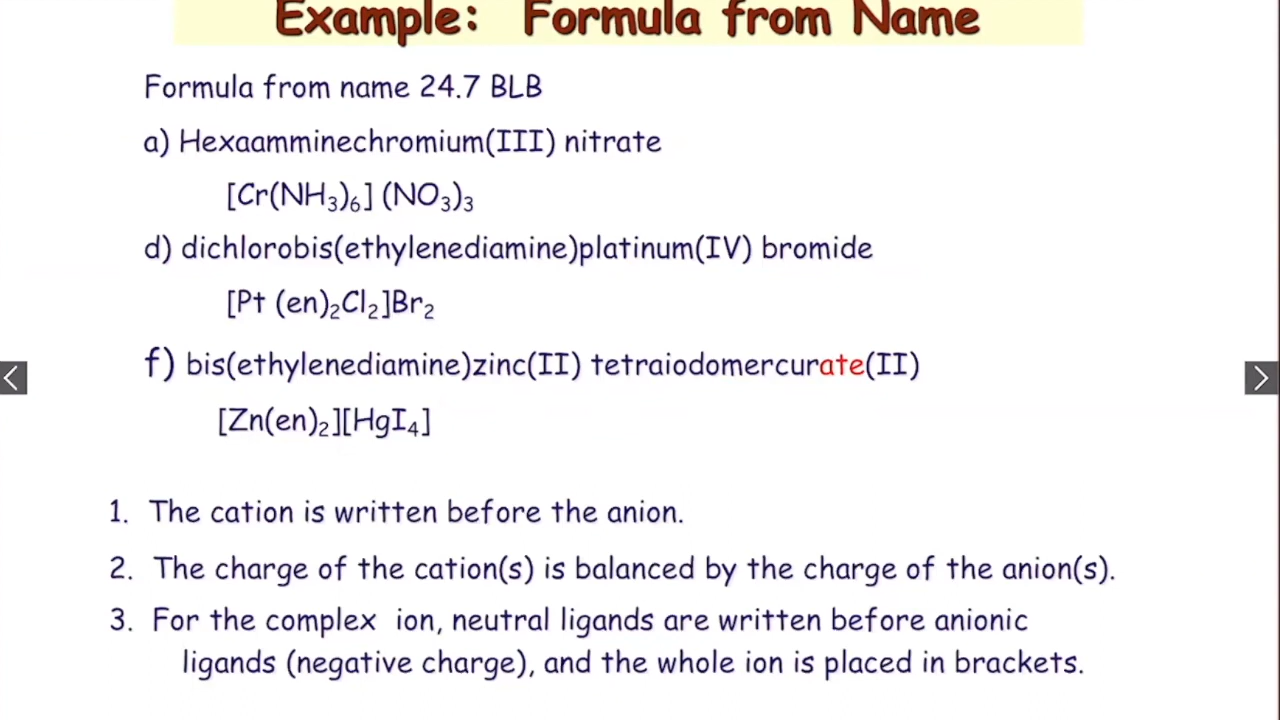 Example: Formula from Name
Formula from name 24.7 BLB
a) Hexaamminechromium(III) nitrate
[Cr(NH₃)₆] (NO₃)₃
d) dichlorobis(ethylenediamine)platinum(IV) bromide
[Pt (en)₂Cl₂]Br₂
f) bis(ethylenediamine)zinc(II) tetraiodomercurate(II)
[Zn(en)₂][HgI₄]
1. The cation is written before the anion.
2. The charge of the cation(s) is balanced by the charge of the anion(s).
3. For the complex ion, neutral ligands are written before anionic
ligands (negative charge), and the whole ion is placed in brackets.